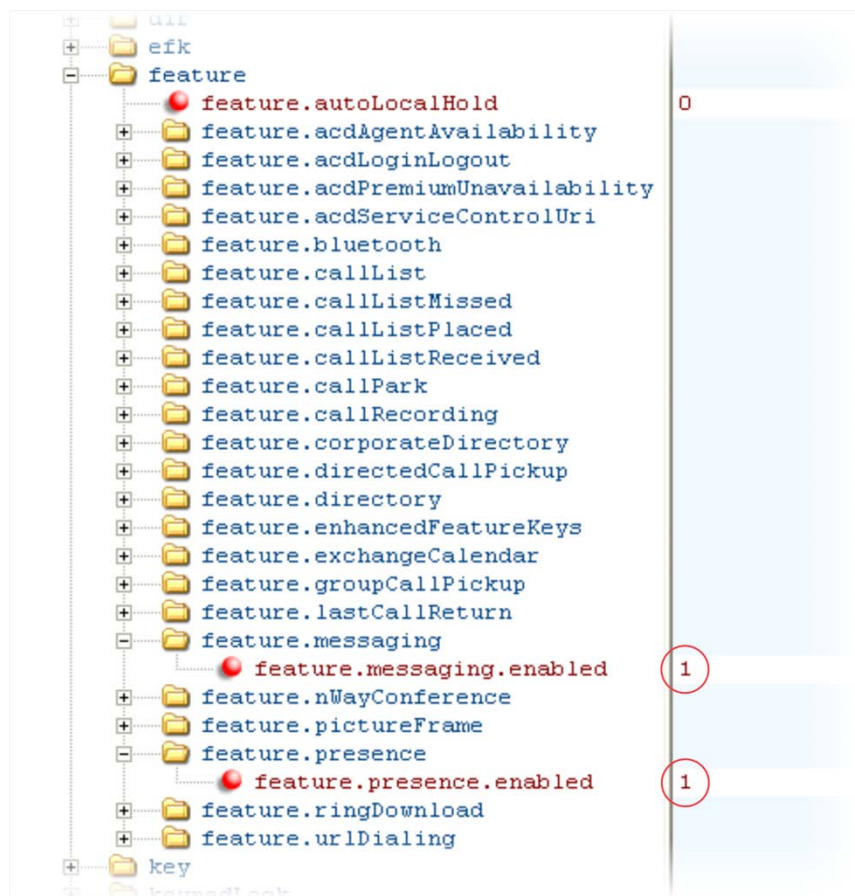 dir
efk
feature
feature.autoLocalHold 0
feature.acdAgentAvailability
feature.acdLoginLogout
feature.acdPremiumUnavailability
feature.acdServiceControlUri
feature.bluetooth
feature.callList
feature.callListMissed
feature.callListPlaced
feature.callListReceived
feature.callPark
feature.callRecording
feature.corporateDirectory
feature.directedCallPickup
feature.directory
feature.enhancedFeatureKeys
feature.exchangeCalendar
feature.groupCallPickup
feature.lastCallReturn
feature.messaging
feature.messaging.enabled 1
feature.nWayConference
feature.pictureFrame
feature.presence
feature.presence.enabled 1
feature.ringDownload
feature.urlDialing
key
keypadLock